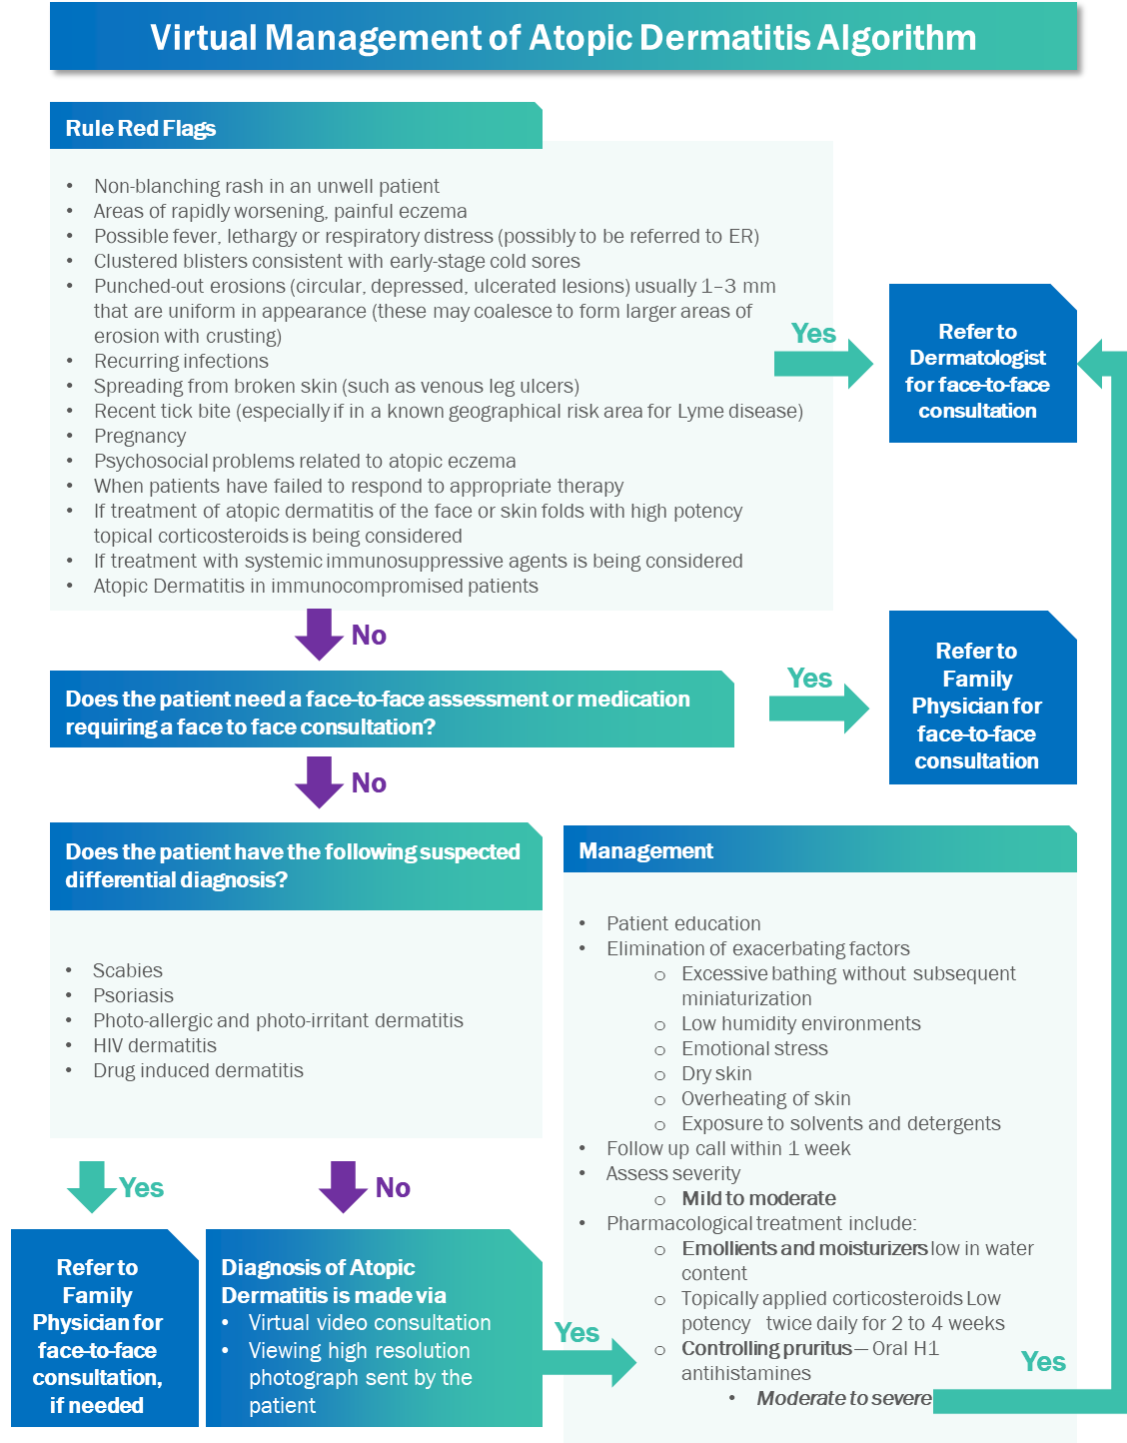 Virtual Management of Atopic Dermatitis Algorithm
Rule Red Flags
• Non-blanching rash in an unwell patient
• Areas of rapidly worsening, painful eczema
• Possible fever, lethargy or respiratory distress (possibly to be referred to ER)
• Clustered blisters consistent with early-stage cold sores
• Punched-out erosions (circular, depressed, ulcerated lesions) usually 1–3 mm
that are uniform in appearance (these may coalesce to form larger areas of
erosion with crusting)
• Recurring infections
• Spreading from broken skin (such as venous leg ulcers)
• Recent tick bite (especially if in a known geographical risk area for Lyme disease)
• Pregnancy
• Psychosocial problems related to atopic eczema
• When patients have failed to respond to appropriate therapy
• If treatment of atopic dermatitis of the face or skin folds with high potency
topical corticosteroids is being considered
• If treatment with systemic immunosuppressive agents is being considered
• Atopic Dermatitis in immunocompromised patients
Yes
Refer to
Dermatologist
for face-to-face
consultation
No
Does the patient need a face-to-face assessment or medication
requiring a face to face consultation?
Yes
Refer to
Family
Physician for
face-to-face
consultation
No
Does the patient have the following suspected
differential diagnosis?
• Scabies
• Psoriasis
• Photo-allergic and photo-irritant dermatitis
• HIV dermatitis
• Drug induced dermatitis
Yes
No
Refer to
Family
Physician for
face-to-face
consultation,
if needed
Diagnosis of Atopic
Dermatitis is made via
• Virtual video consultation
• Viewing high resolution
photograph sent by the
patient
Yes
Management
• Patient education
• Elimination of exacerbating factors
o Excessive bathing without subsequent
miniaturization
o Low humidity environments
o Emotional stress
o Dry skin
o Overheating of skin
o Exposure to solvents and detergents
• Follow up call within 1 week
• Assess severity
o Mild to moderate
• Pharmacological treatment include:
o Emollients and moisturizers low in water
content
o Topically applied corticosteroids Low
potency twice daily for 2 to 4 weeks
o Controlling pruritus – Oral H1
antihistamines
• Moderate to severe
Yes